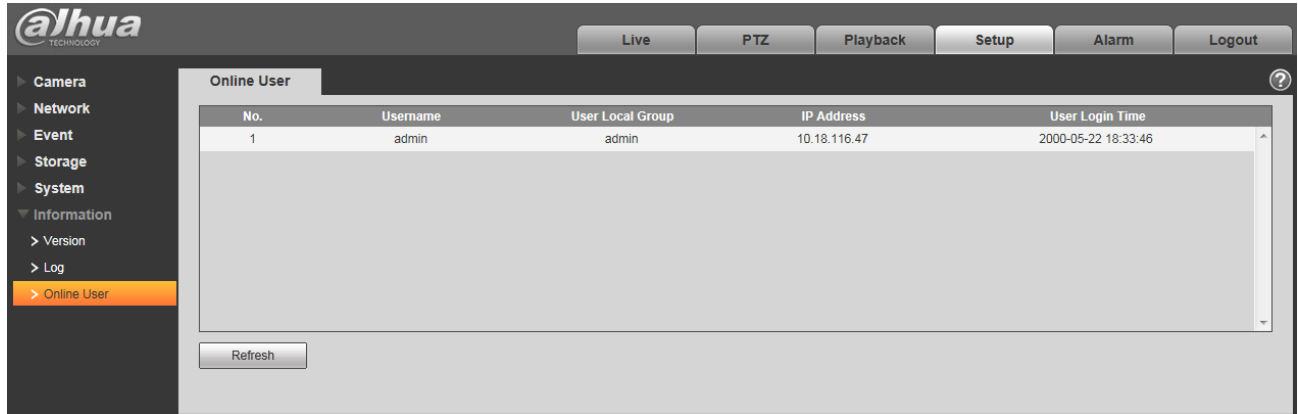 alhua
TECHNOLOGY
Live PTZ Playback Setup Alarm Logout
Camera
Network
Event
Storage
System
Information
> Version
> Log
> Online User
Online User ?
No. Username User Local Group IP Address User Login Time
1 admin admin 10.18.116.47 2000-05-22 18:33:46
Refresh